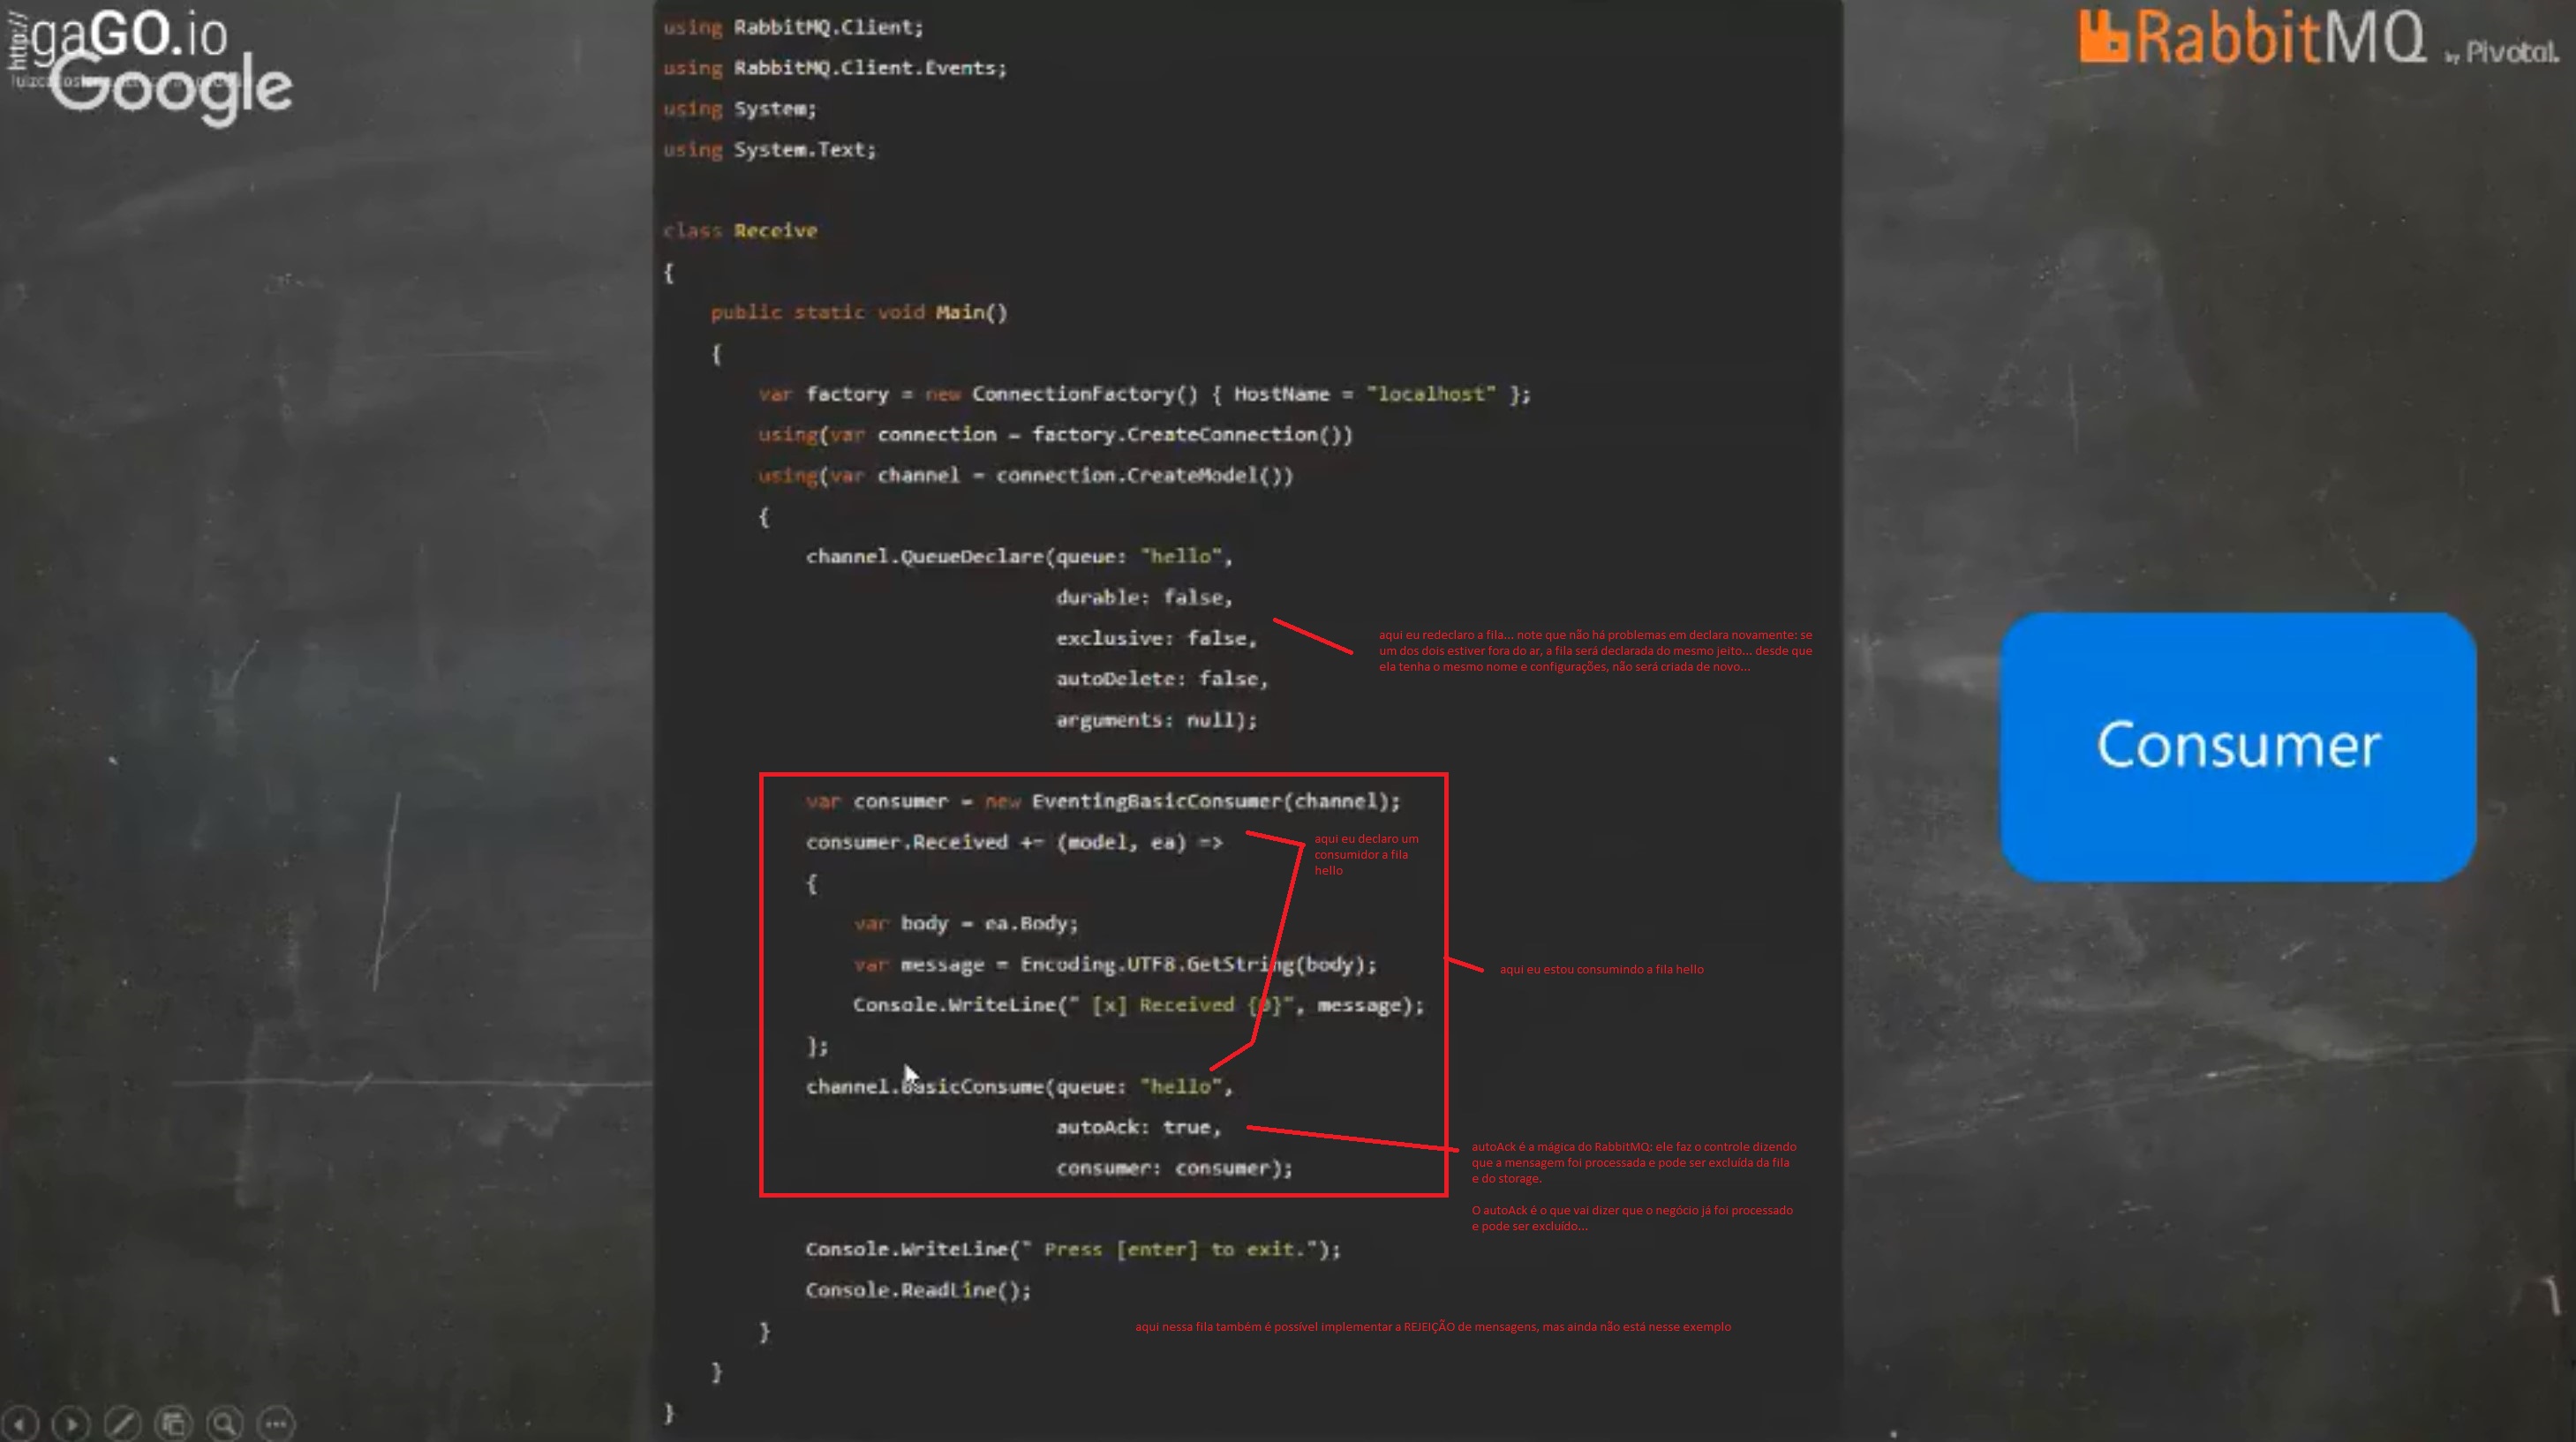 http://
gaGO.io
Google
RabbitMQ by Pivotal.
using RabbitMQ.Client;
using RabbitMQ.Client.Events;
using System;
using System.Text;
class Receive
{
public static void Main()
{
var factory = new ConnectionFactory() { HostName = "localhost" };
using(var connection = factory.CreateConnection())
using(var channel = connection.CreateModel())
{
channel.QueueDeclare(queue: "hello",
durable: false,
exclusive: false,
autoDelete: false,
arguments: null);
aqui eu redeclaro a fila... note que não há problemas em declara novamente: se
um dos dois estiver fora do ar, a fila será declarada do mesmo jeito... desde que
ela tenha o mesmo nome e configurações, não será criada de novo...
Consumer
var consumer = new EventingBasicConsumer(channel);
consumer.Received += (model, ea) =>
{
aqui eu declaro um
consumidor a fila
hello
var body = ea.Body;
var message = Encoding.UTF8.GetString(body);
Console.WriteLine(" [x] Received {0}", message);
};
aqui eu estou consumindo a fila hello
channel.BasicConsume(queue: "hello",
autoAck: true,
consumer: consumer);
autoAck é a mágica do RabbitMQ: ele faz o controle dizendo
que a mensagem foi processada e pode ser excluída da fila
e do storage.
O autoAck é o que vai dizer que o negócio já foi processado
e pode ser excluído...
Console.WriteLine(" Press [enter] to exit.");
Console.ReadLine();
aqui nessa fila também é possível implementar a REJEIÇÃO de mensagens, mas ainda não está nesse exemplo
}
}
}